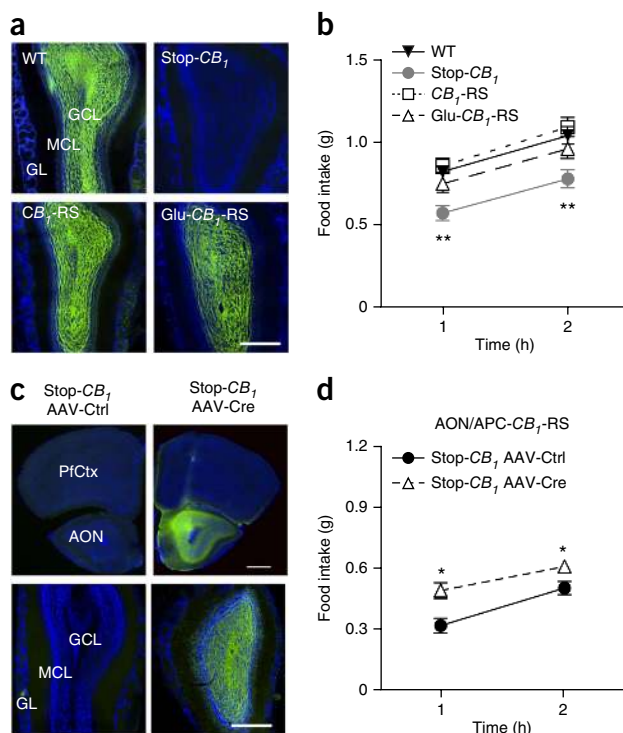 a
WT
Stop-CB1
GCL
MCL
GL
CB1-RS
Glu-CB1-RS
b
WT
Stop-CB1
CB1-RS
Glu-CB1-RS
1.5
1.0
0.5
0
Food intake (g)
**
**
1
2
Time (h)
c
Stop-CB1
AAV-Ctrl
Stop-CB1
AAV-Cre
PfCtx
AON
GCL
MCL
GL
d
AON/APC-CB1-RS
Stop-CB1 AAV-Ctrl
Stop-CB1 AAV-Cre
1.2
0.9
0.6
0.3
0
Food intake (g)
*
*
1
2
Time (h)